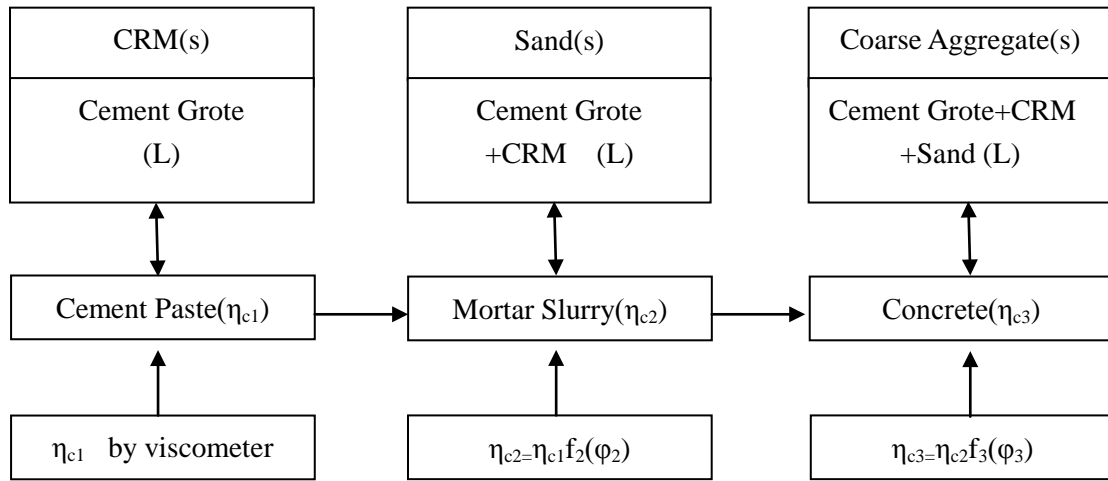 CRM(s)
Cement Grote
(L)
Sand(s)
Cement Grote
+CRM (L)
Coarse Aggregate(s)
Cement Grote+CRM
+Sand (L)
Cement Paste(ηc1)
Mortar Slurry(ηc2)
Concrete(ηc3)
ηc1 by viscometer
ηc2=ηc1f2(φ2)
ηc3=ηc2f3(φ3)